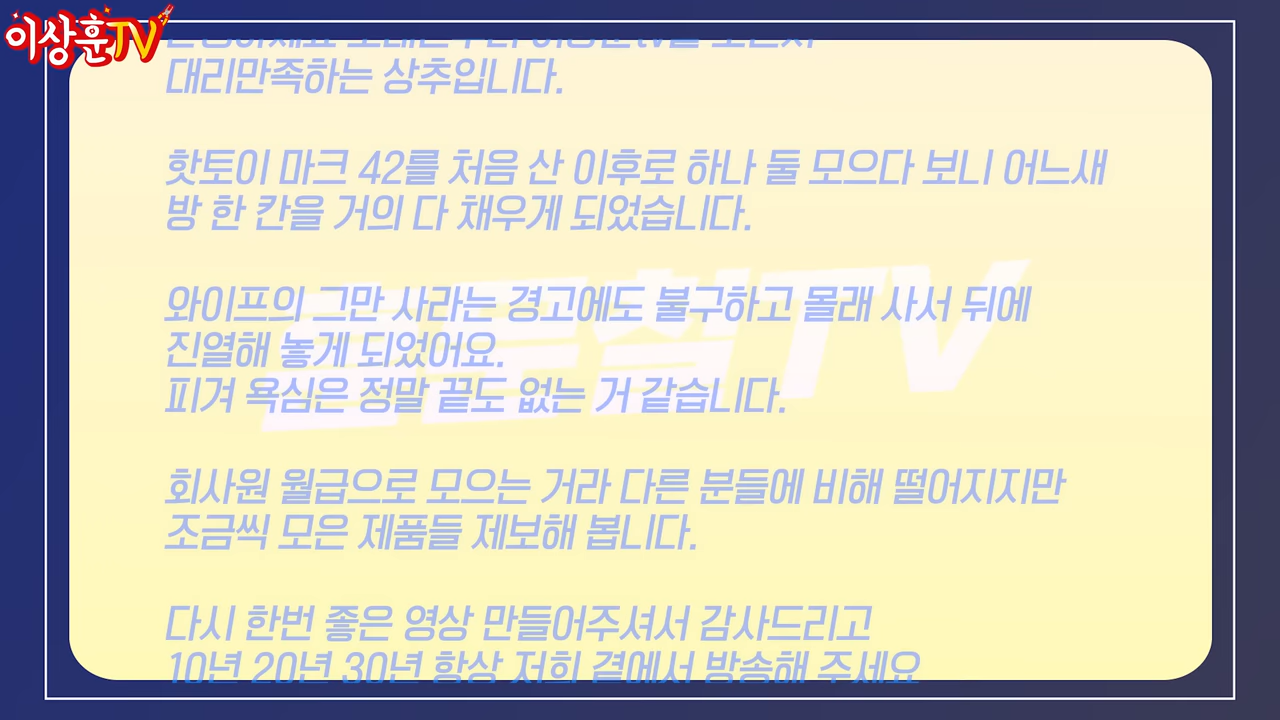 이상훈TV
대리만족하는 상추입니다.
핫토이 마크 42를 처음 산 이후로 하나 둘 모으다 보니 어느새
방 한 칸을 거의 다 채우게 되었습니다.
와이프의 그만 사라는 경고에도 불구하고 몰래 사서 뒤에
진열해 놓게 되었어요.
피겨 욕심은 정말 끝도 없는 거 같습니다.
회사원 월급으로 모으는 거라 다른 분들에 비해 떨어지지만
조금씩 모은 제품들 제보해 봅니다.
다시 한번 좋은 영상 만들어주셔서 감사드리고
10년 20년 30년 항상 저희 곁에서 방송해 주세요